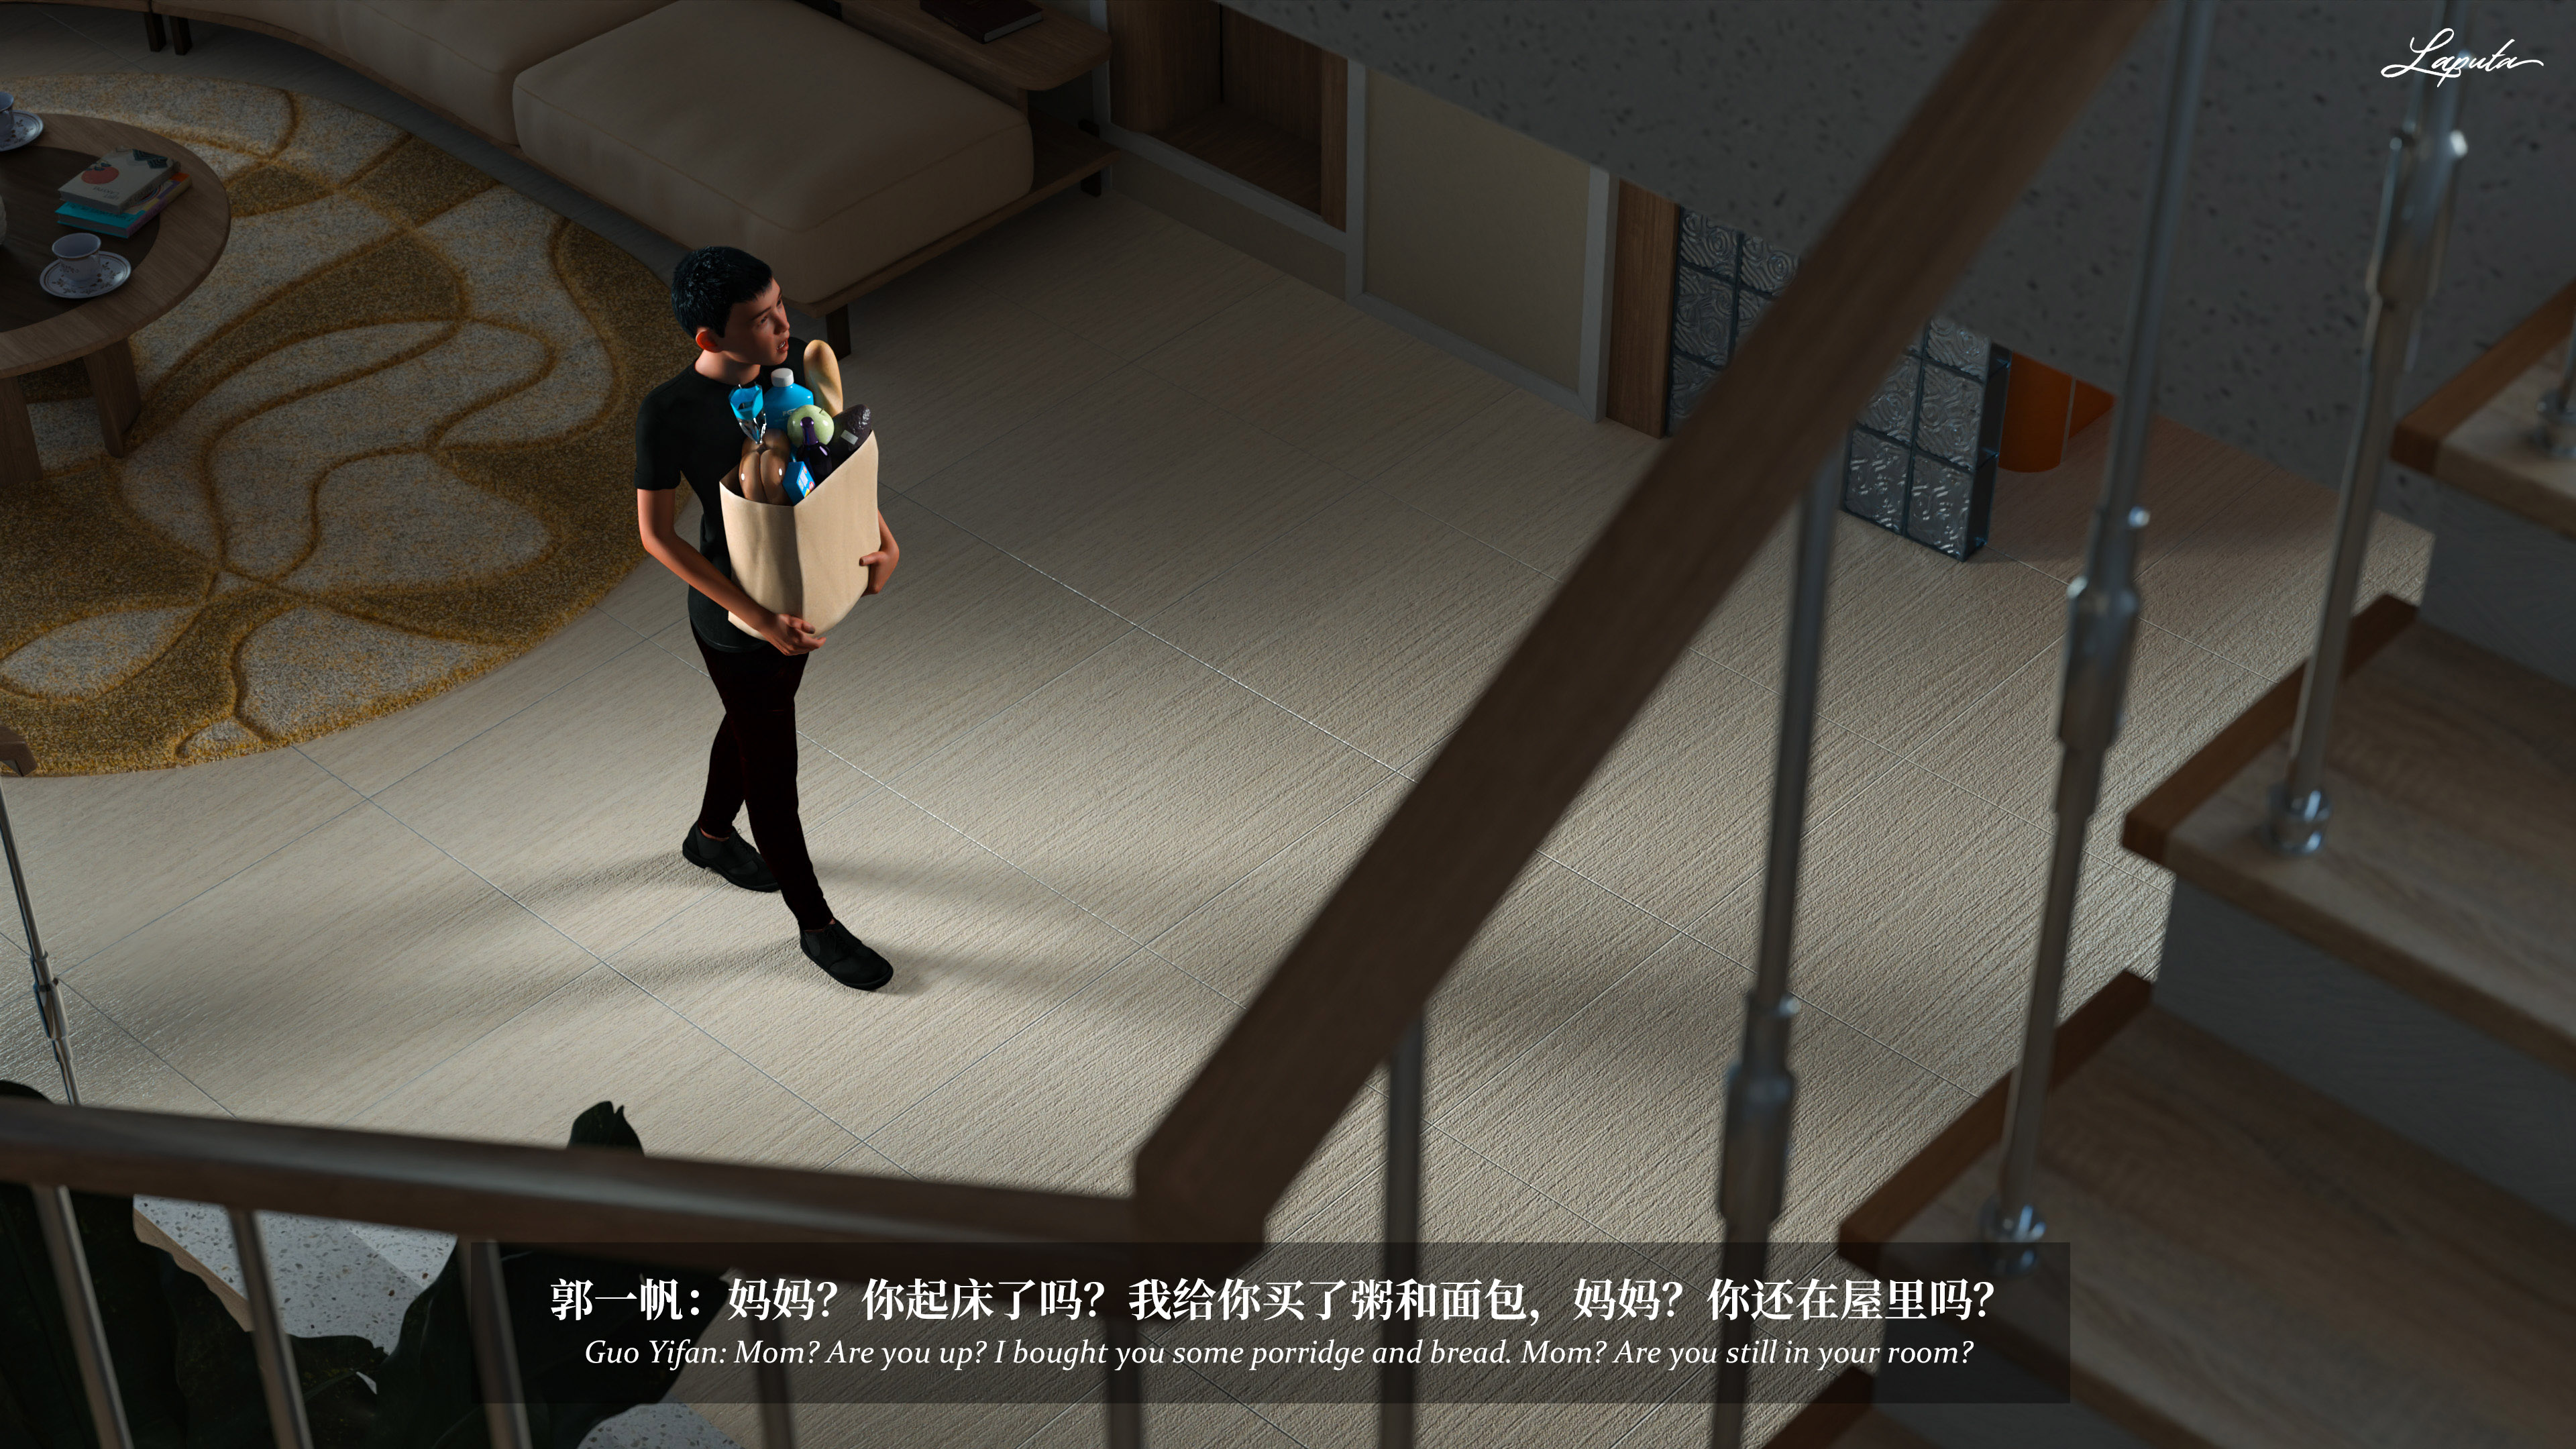 Laputa
郭一帆：妈妈？你起床了吗？我给你买了粥和面包，妈妈？你还在屋里吗？
Guo Yifan: Mom? Are you up? I bought you some porridge and bread. Mom? Are you still in your room?